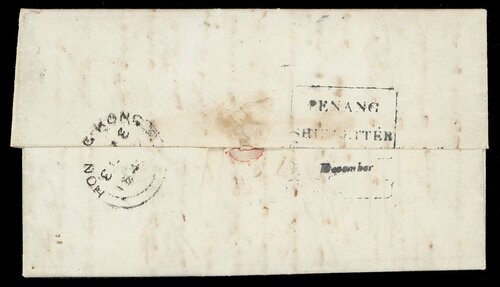 HONG KONG
PENANG
SHIP LETTER
December